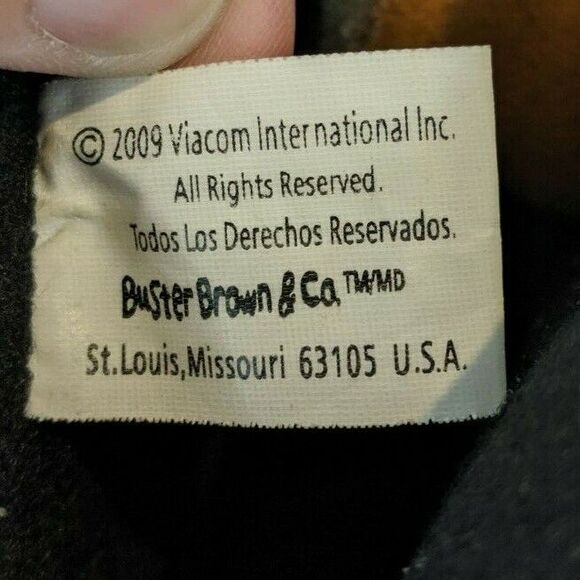 © 2009 Viacom International Inc.
All Rights Reserved.
Todos Los Derechos Reservados.
Buster Brown & Co.™/MD
St.Louis,Missouri 63105 U.S.A.